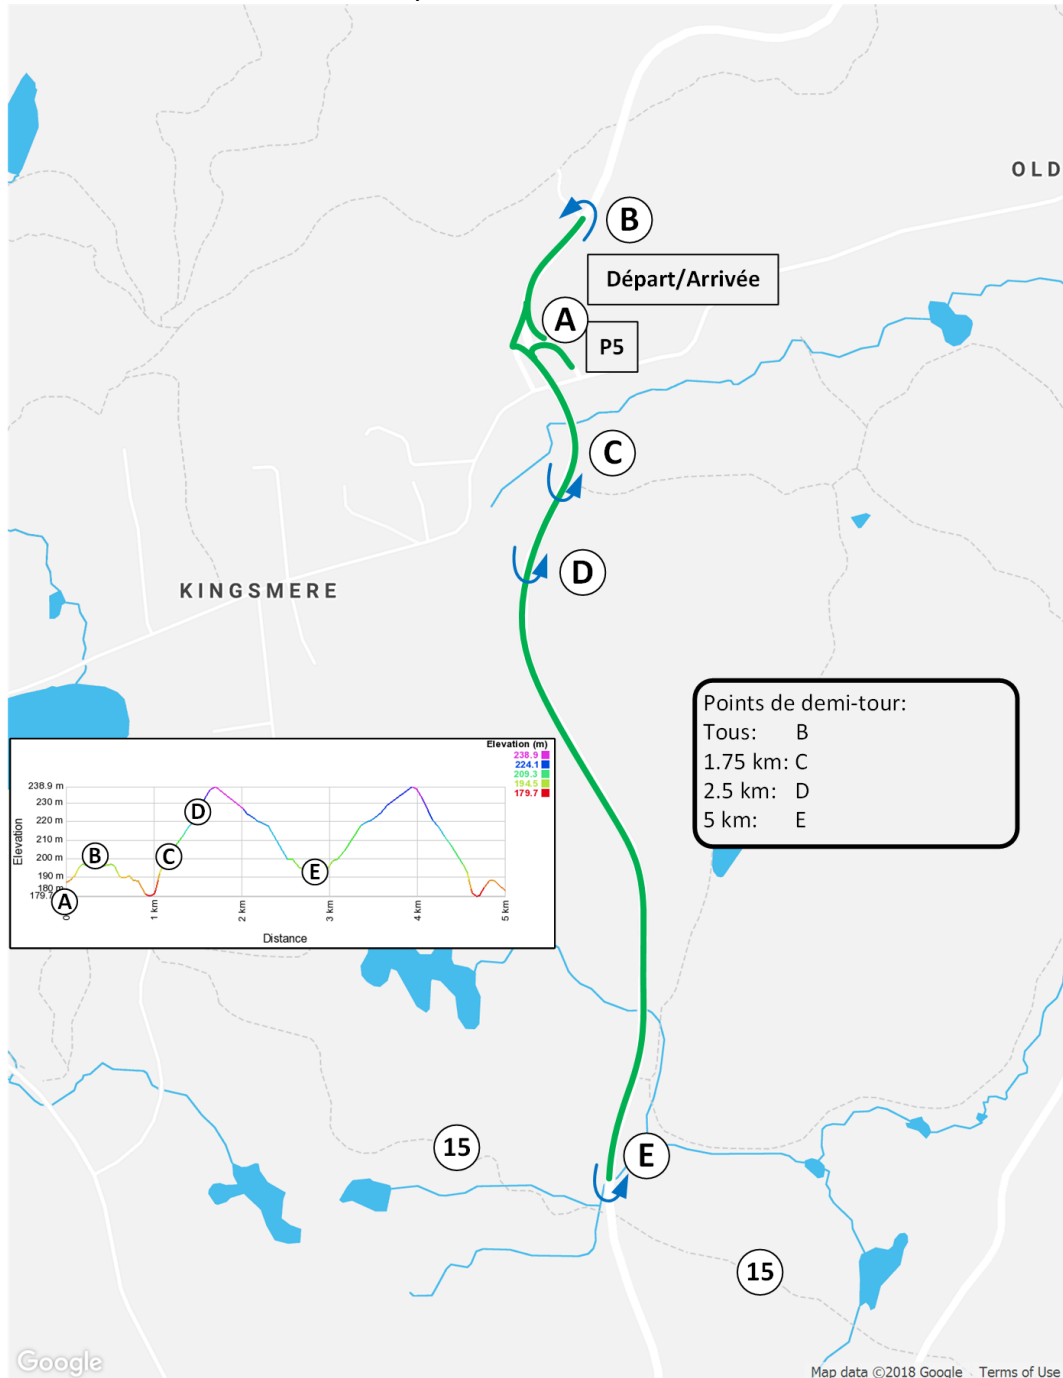 OLD
B
Départ/Arrivée
A
P5
C
D
KINGSMERE
Points de demi-tour:
Tous: B
1.75 km: C
2.5 km: D
5 km: E
Elevation (m)
238.9
224.1
209.3
194.5
179.7
238.9 m
230 m
220 m
210 m
200 m
190 m
180 m
179.7
Elevation
A
B
C
D
E
0
1 km
2 km
3 km
4 km
5 km
Distance
15
E
15
Google
Map data ©2018 Google Terms of Use